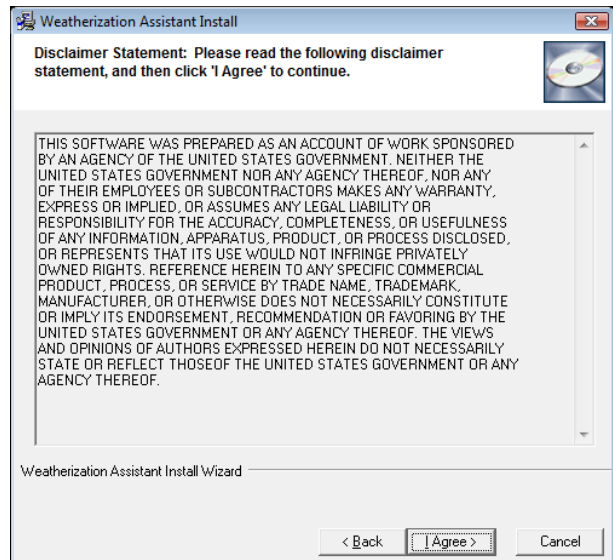 Weatherization Assistant Install
Disclaimer Statement: Please read the following disclaimer
statement, and then click 'I Agree' to continue.
THIS SOFTWARE WAS PREPARED AS AN ACCOUNT OF WORK SPONSORED
BY AN AGENCY OF THE UNITED STATES GOVERNMENT. NEITHER THE
UNITED STATES GOVERNMENT NOR ANY AGENCY THEREOF, NOR ANY
OF THEIR EMPLOYEES OR SUBCONTRACTORS MAKES ANY WARRANTY,
EXPRESS OR IMPLIED, OR ASSUMES ANY LEGAL LIABILITY OR
RESPONSIBILITY FOR THE ACCURACY, COMPLETENESS, OR USEFULNESS
OF ANY INFORMATION, APPARATUS, PRODUCT, OR PROCESS DISCLOSED,
OR REPRESENTS THAT ITS USE WOULD NOT INFRINGE PRIVATELY
OWNED RIGHTS. REFERENCE HEREIN TO ANY SPECIFIC COMMERCIAL
PRODUCT, PROCESS, OR SERVICE BY TRADE NAME, TRADEMARK,
MANUFACTURER, OR OTHERWISE DOES NOT NECESSARILY CONSTITUTE
OR IMPLY ITS ENDORSEMENT, RECOMMENDATION OR FAVORING BY THE
UNITED STATES GOVERNMENT OR ANY AGENCY THEREOF. THE VIEWS
AND OPINIONS OF AUTHORS EXPRESSED HEREIN DO NOT NECESSARILY
STATE OR REFLECT THOSEOF THE UNITED STATES GOVERNMENT OR ANY
AGENCY THEREOF.
Weatherization Assistant Install Wizard
< Back I Agree > Cancel